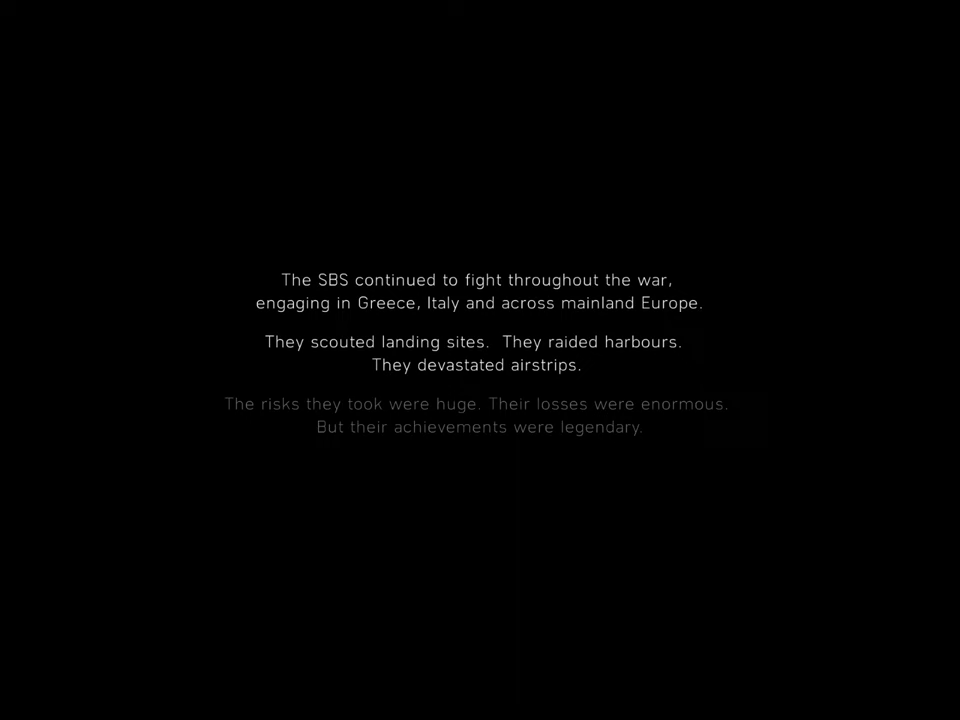 The SBS continued to fight throughout the war,
engaging in Greece, Italy and across mainland Europe.
They scouted landing sites.  They raided harbours.
They devastated airstrips.
The risks they took were huge. Their losses were enormous.
But their achievements were legendary.